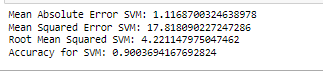 Mean Absolute Error SVM: 1.1168700324638978
Mean Squared Error SVM: 17.818090227247286
Root Mean Squared SVM: 4.221147975047462
Accuracy for SVM: 0.9003694167692824